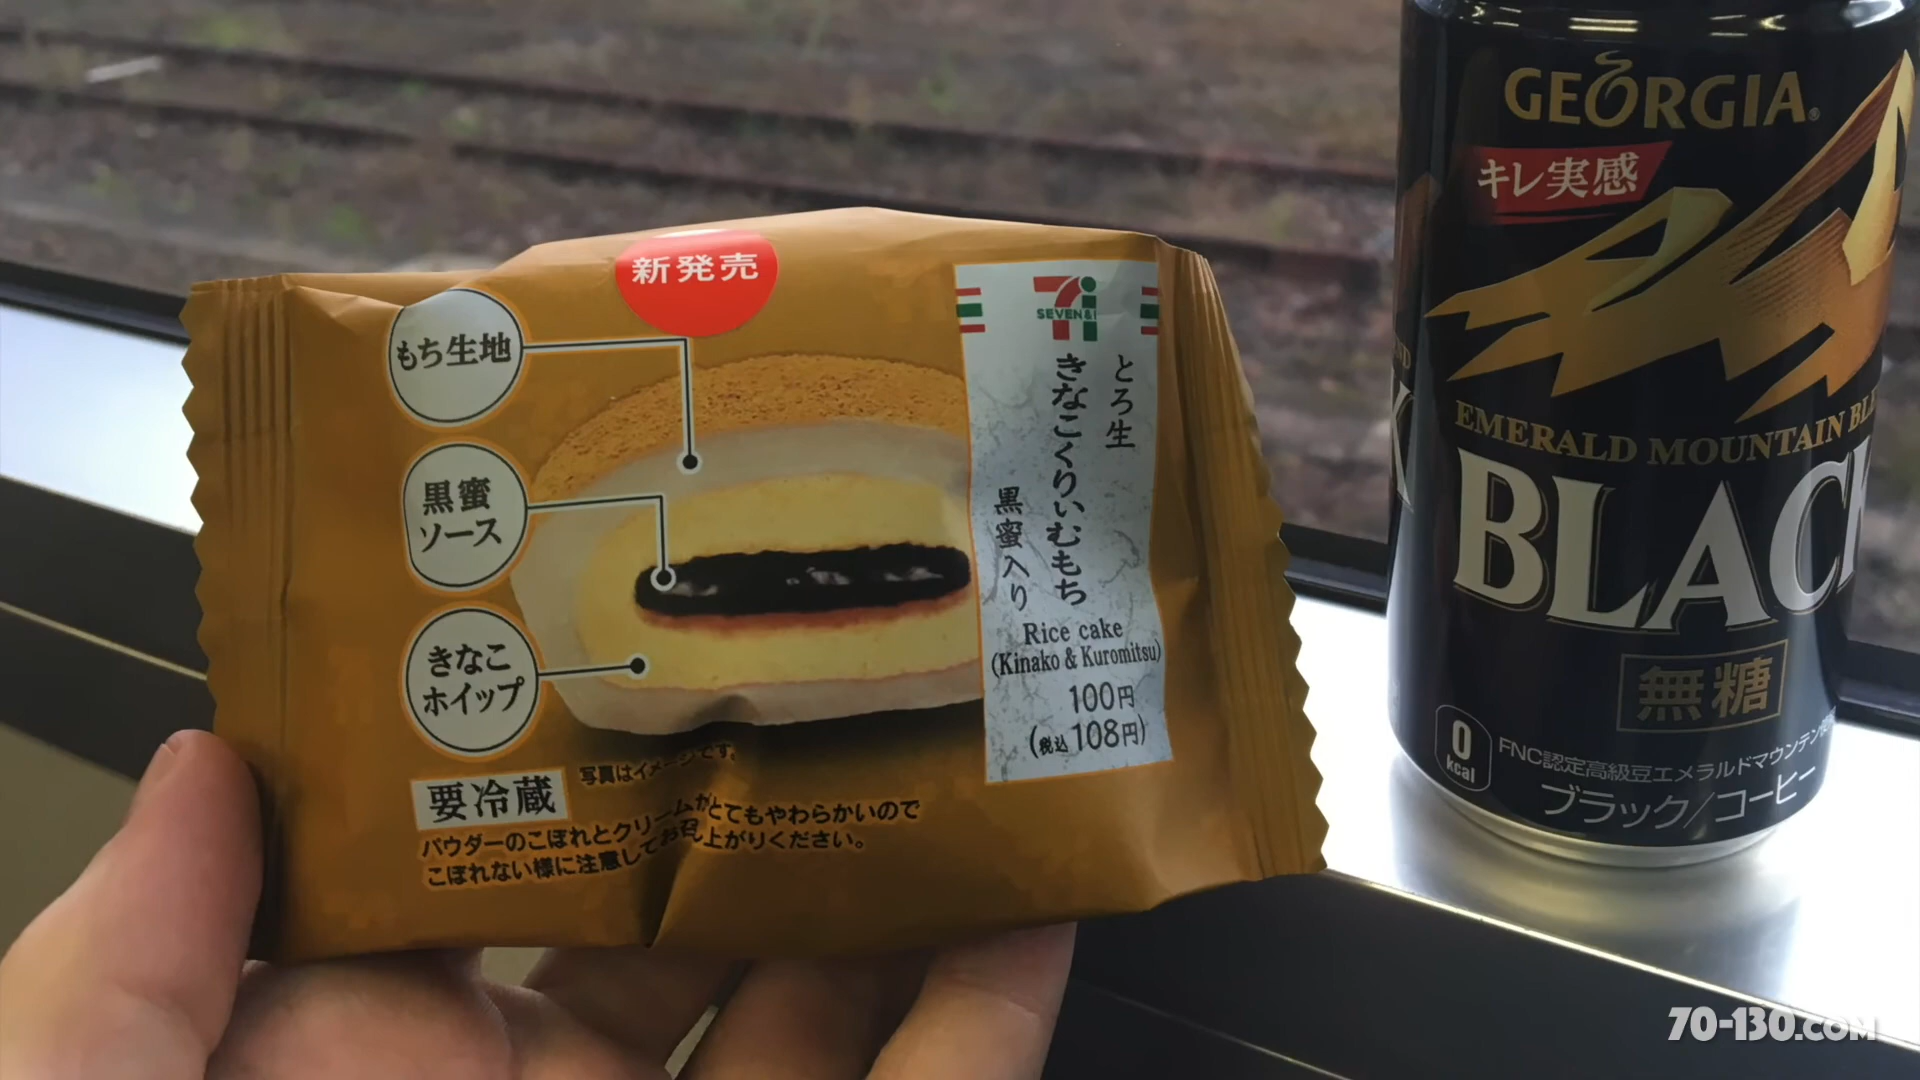 新発売
もち生地
黒蜜
ソース
きなこ
ホイップ
要冷蔵
写真はイメージです。
パウダーのこぼれとクリームがとてもやわらかいので
こぼれない様に注意してお召し上がりください。
SEVEN&i
とろ生
きなこくりぃむもち
黒蜜入り
Rice cake
(Kinako & Kuromitsu)
100円
(税込108円)
GEORGIA
キレ実感
EMERALD MOUNTAIN
BLACK
無糖
0
kcal
FNC認定高級豆エメラルドマウンテン
ブラック/コーヒー
70-130.COM